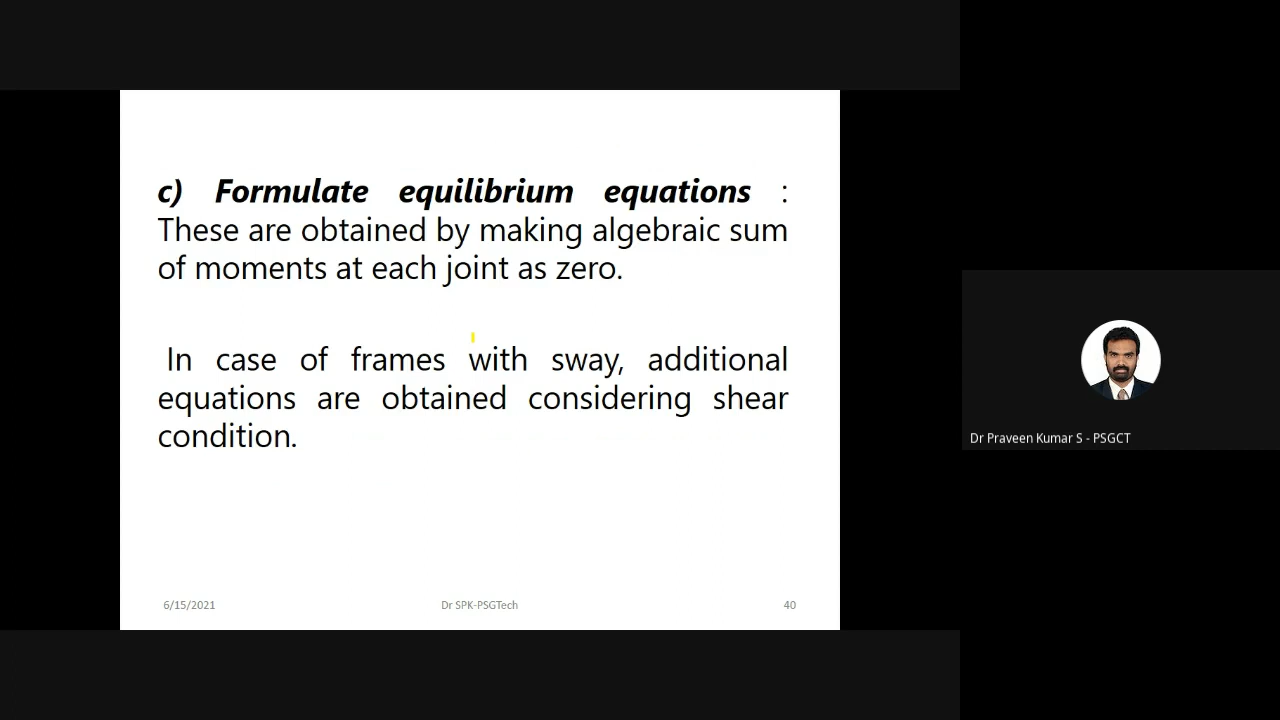 c) Formulate equilibrium equations :
These are obtained by making algebraic sum
of moments at each joint as zero.
In case of frames with sway, additional
equations are obtained considering shear
condition.
6/15/2021
Dr SPK-PSGTech
40
Dr Praveen Kumar S - PSGCT